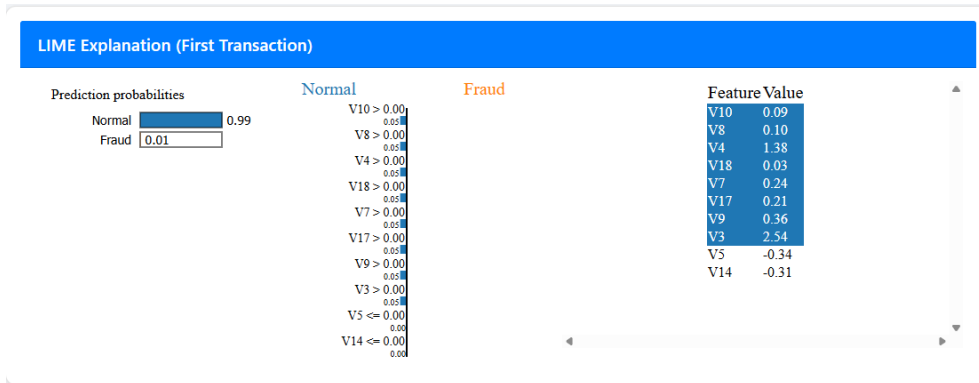 LIME Explanation (First Transaction)
Prediction probabilities
Normal 0.99
Fraud 0.01
Normal Fraud
V10 > 0.00
0.05
V8 > 0.00
0.05
V4 > 0.00
0.05
V18 > 0.00
0.05
V7 > 0.00
0.05
V17 > 0.00
0.05
V9 > 0.00
0.05
V3 > 0.00
0.05
V5 <= 0.00
0.00
V14 <= 0.00
0.00
Feature Value
V10 0.09
V8 0.10
V4 1.38
V18 0.03
V7 0.24
V17 0.21
V9 0.36
V3 2.54
V5 -0.34
V14 -0.31